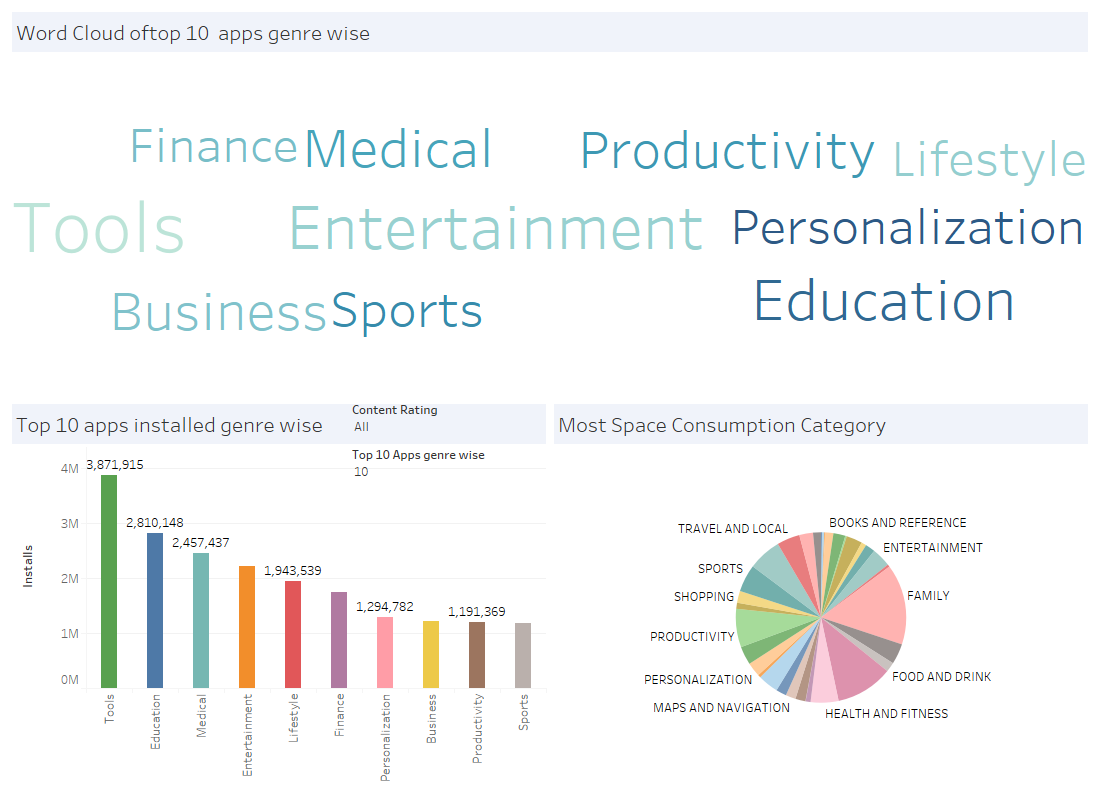 Word Cloud oftop 10  apps genre wise
Finance Medical Productivity Lifestyle
Tools Entertainment Personalization
Business Sports Education
Top 10 apps installed genre wise
Content Rating
All
Top 10 Apps genre wise
10
Installs
4M
3M
2M
1M
0M
3,871,915
2,810,148
2,457,437
1,943,539
1,294,782
1,191,369
Tools
Education
Medical
Entertainment
Lifestyle
Finance
Personalization
Business
Productivity
Sports
Most Space Consumption Category
TRAVEL AND LOCAL
BOOKS AND REFERENCE
ENTERTAINMENT
SPORTS
FAMILY
SHOPPING
PRODUCTIVITY
FOOD AND DRINK
PERSONALIZATION
MAPS AND NAVIGATION
HEALTH AND FITNESS